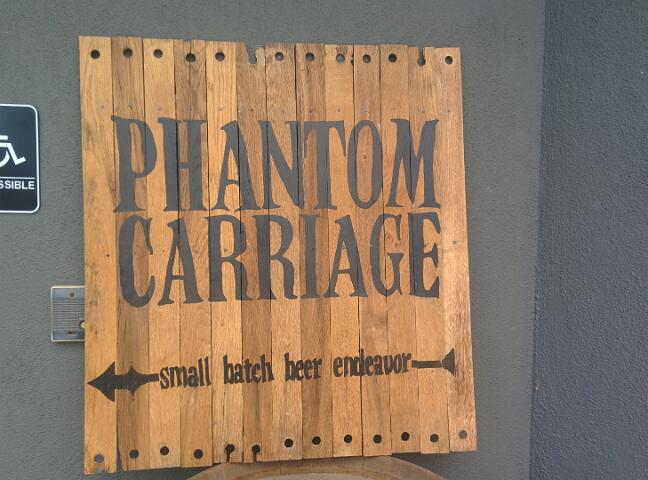 PHANTOM
CARRIAGE
small batch beer endeavor
SSIBLE